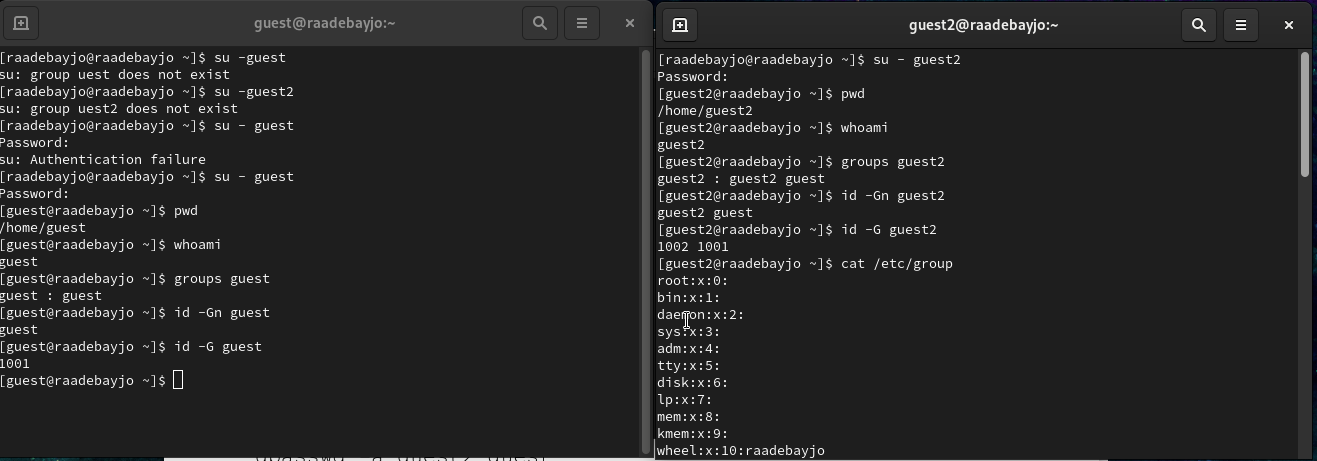 guest@raadebayjo:~
[raadebayjo@raadebayjo ~]$ su -guest
su: group uest does not exist
[raadebayjo@raadebayjo ~]$ su -guest2
su: group uest2 does not exist
[raadebayjo@raadebayjo ~]$ su - guest
Password:
su: Authentication failure
[raadebayjo@raadebayjo ~]$ su - guest
Password:
[guest@raadebayjo ~]$ pwd
/home/guest
[guest@raadebayjo ~]$ whoami
guest
[guest@raadebayjo ~]$ groups guest
guest : guest
[guest@raadebayjo ~]$ id -Gn guest
guest
[guest@raadebayjo ~]$ id -G guest
1001
[guest@raadebayjo ~]$
guest2@raadebayjo:~
[raadebayjo@raadebayjo ~]$ su - guest2
Password:
[guest2@raadebayjo ~]$ pwd
/home/guest2
[guest2@raadebayjo ~]$ whoami
guest2
[guest2@raadebayjo ~]$ groups guest2
guest2 : guest2 guest
[guest2@raadebayjo ~]$ id -Gn guest2
guest2 guest
[guest2@raadebayjo ~]$ id -G guest2
1002 1001
[guest2@raadebayjo ~]$ cat /etc/group
root:x:0:
bin:x:1:
daemon:x:2:
sys:x:3:
adm:x:4:
tty:x:5:
disk:x:6:
lp:x:7:
mem:x:8:
kmem:x:9:
wheel:x:10:raadebayjo